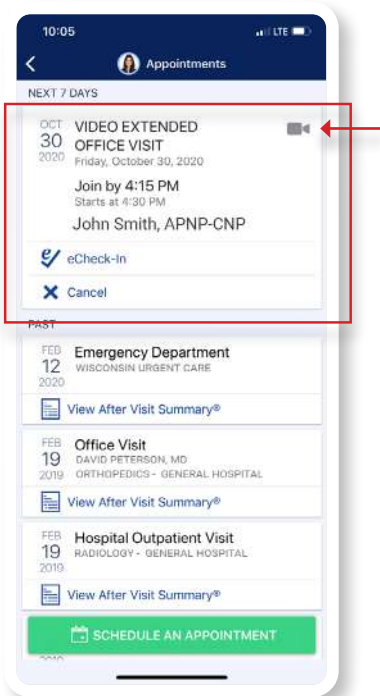 10:05
LTE
Appointments
NEXT 7 DAYS
OCT
30
2020
VIDEO EXTENDED
OFFICE VISIT
Friday, October 30, 2020
Join by 4:15 PM
Starts at 4:30 PM
John Smith, APNP-CNP
eCheck-In
Cancel
PAST
FEB
12
2020
Emergency Department
WISCONSIN URGENT CARE
View After Visit Summary®
FEB
19
2019
Office Visit
DAVID PETERSON, MD
ORTHOPEDICS - GENERAL HOSPITAL
View After Visit Summary®
FEB
19
2019
Hospital Outpatient Visit
RADIOLOGY - GENERAL HOSPITAL
View After Visit Summary®
SCHEDULE AN APPOINTMENT